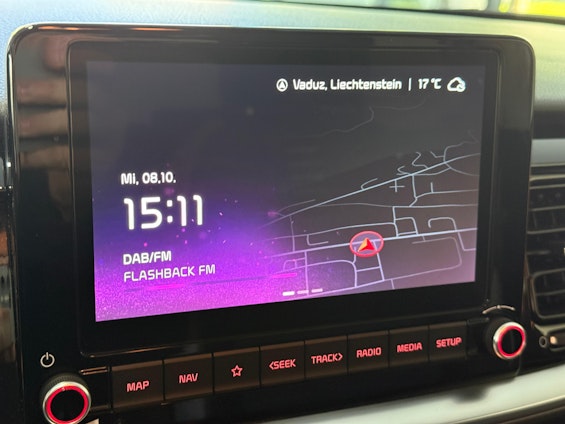 Vaduz, Liechtenstein | 17 °C
Mi, 08.10.
15:11
DAB/FM
FLASHBACK FM
MAP
NAV
<SEEK
TRACK>
RADIO
MEDIA
SETUP